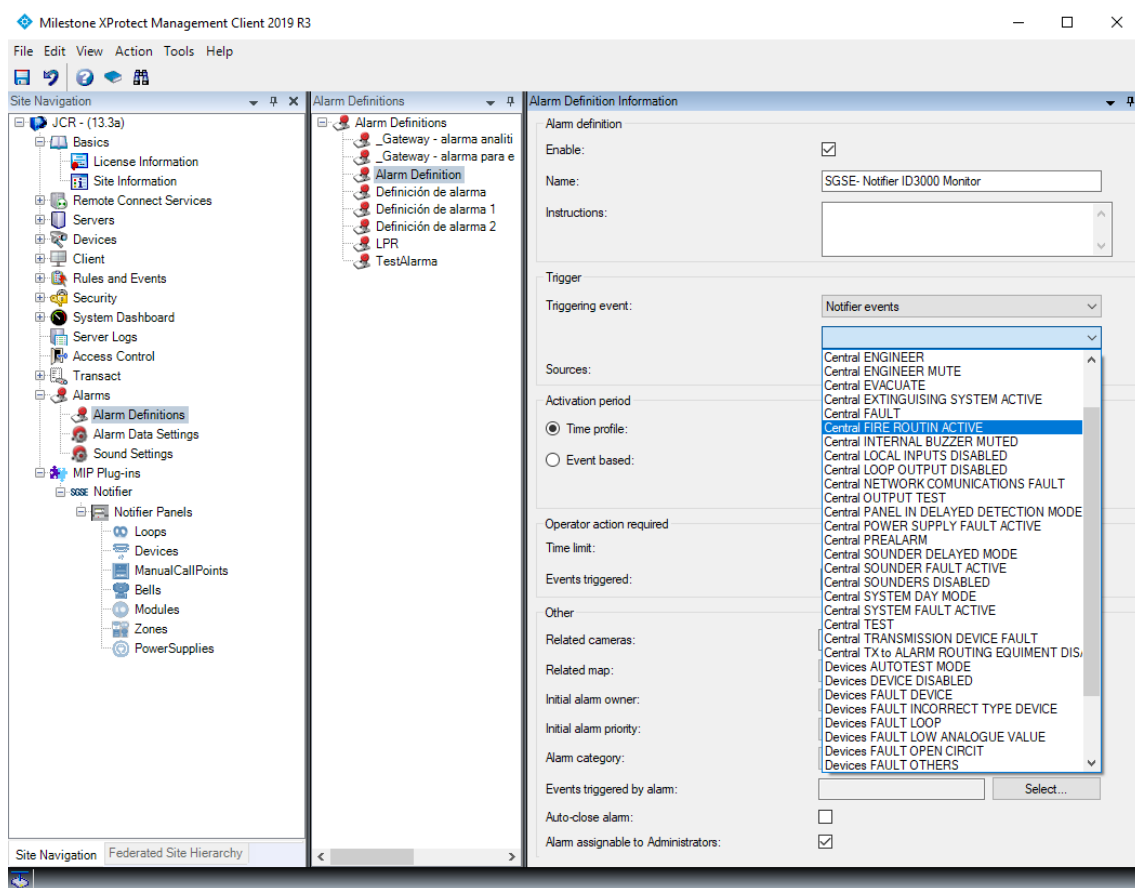 Milestone XProtect Management Client 2019 R3
File Edit View Action Tools Help
Site Navigation
JCR - (13.3a)
Basics
License Information
Site Information
Remote Connect Services
Servers
Devices
Client
Rules and Events
Security
System Dashboard
Server Logs
Access Control
Transact
Alarms
Alarm Definitions
Alarm Data Settings
Sound Settings
MIP Plug-ins
SGSE Notifier
Notifier Panels
Loops
Devices
ManualCallPoints
Bells
Modules
Zones
PowerSupplies
Site Navigation Federated Site Hierarchy
Alarm Definitions
Alarm Definitions
_Gateway - alarma analiti
_Gateway - alarma para e
Alarm Definition
Definición de alarma
Definición de alarma 1
Definición de alarma 2
LPR
TestAlarma
Alarm Definition Information
Alarm definition
Enable:
Name: SGSE- Notifier ID3000 Monitor
Instructions:
Trigger
Triggering event: Notifier events
Sources:
Activation period
Time profile:
Event based:
Operator action required
Time limit:
Events triggered:
Other
Related cameras:
Related map:
Initial alarm owner:
Initial alarm priority:
Alarm category:
Central ENGINEER
Central ENGINEER MUTE
Central EVACUATE
Central EXTINGUISING SYSTEM ACTIVE
Central FAULT
Central FIRE ROUTIN ACTIVE
Central INTERNAL BUZZER MUTED
Central LOCAL INPUTS DISABLED
Central LOOP OUTPUT DISABLED
Central NETWORK COMUNICATIONS FAULT
Central OUTPUT TEST
Central PANEL IN DELAYED DETECTION MODE
Central POWER SUPPLY FAULT ACTIVE
Central PREALARM
Central SOUNDER DELAYED MODE
Central SOUNDER FAULT ACTIVE
Central SOUNDERS DISABLED
Central SYSTEM DAY MODE
Central SYSTEM FAULT ACTIVE
Central TEST
Central TRANSMISSION DEVICE FAULT
Central TX to ALARM ROUTING EQUIMENT DIS
Devices AUTOTEST MODE
Devices DEVICE DISABLED
Devices FAULT DEVICE
Devices FAULT INCORRECT TYPE DEVICE
Devices FAULT LOOP
Devices FAULT LOW ANALOGUE VALUE
Devices FAULT OPEN CIRCIT
Devices FAULT OTHERS
Events triggered by alarm: Select...
Auto-close alarm:
Alarm assignable to Administrators: